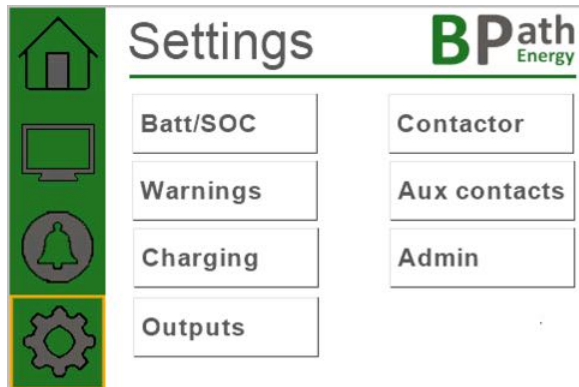 Settings
BPath
Energy
Batt/SOC
Contactor
Warnings
Aux contacts
Charging
Admin
Outputs